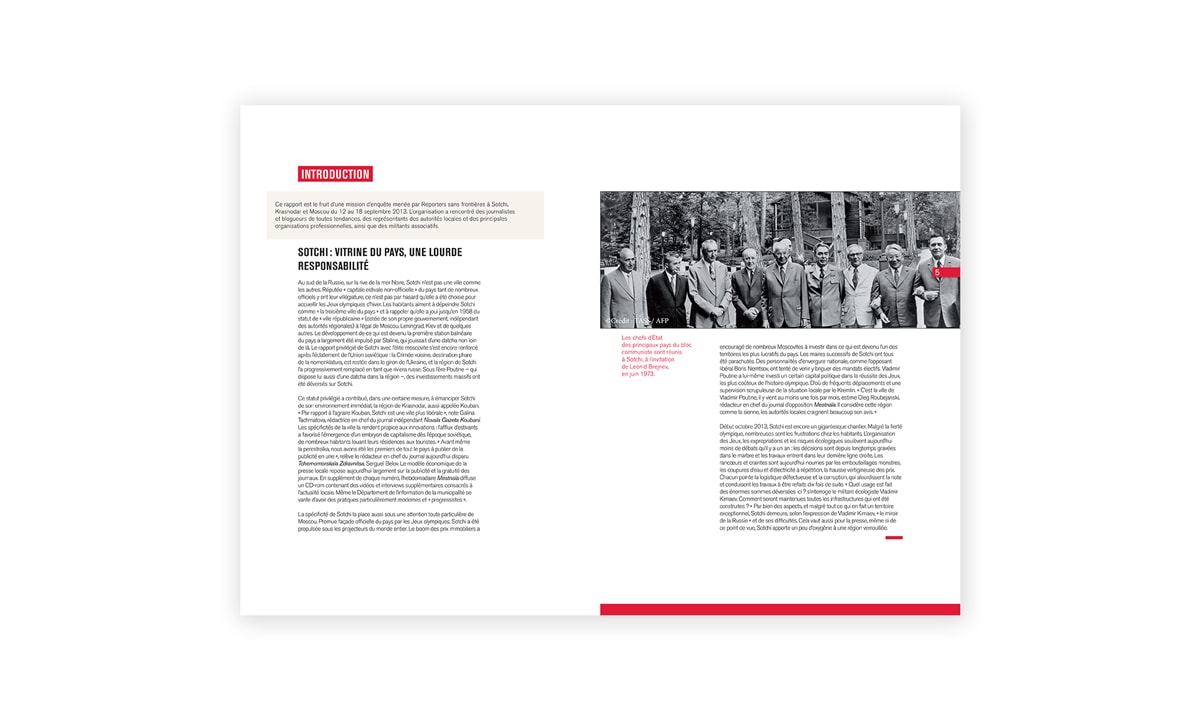 INTRODUCTION
Ce rapport est le fruit d'une mission d'enquête menée par Reporters sans frontières à Sotchi,
Krasnodar et Moscou du 12 au 18 septembre 2013. L'organisation a rencontré des journalistes
et blogueurs de toutes tendances, des représentants des autorités locales et des principales
organisations professionnelles, ainsi que des militants associatifs.
SOTCHI : VITRINE DU PAYS, UNE LOURDE
RESPONSABILITÉ
Au sud de la Russie, sur la rive de la mer Noire, Sotchi n'est pas une ville comme
les autres. Réputée « capitale estivale non-officielle » du pays tant de nombreux
officiels y ont leur villégiature, ce n'est pas par hasard qu'elle a été choisie pour
accueillir les Jeux olympiques d'hiver. Les habitants aiment à dépeindre Sotchi
comme « la troisième ville du pays » et à rappeler qu'elle a joui jusqu'en 1958 du
statut de « ville républicaine » (dotée de son propre gouvernement, indépendant
des autorités régionales) à l'égal de Moscou, Leningrad, Kiev et de quelques
autres. Le développement de ce qui est devenu la première station balnéaire
du pays a largement été impulsé par Staline, qui jouissait d'une datcha non loin
de là. Le rapport privilégié de Sotchi avec l'élite moscovite s'est encore renforcé
après l'éclatement de l'Union soviétique : la Crimée voisine, destination phare
de la nomenklatura, est restée dans le giron de l'Ukraine, et la région de Sotchi
l'a progressivement remplacé en tant que riviera russe. Sous l'ère Poutine – qui
dispose lui aussi d'une datcha dans la région –, des investissements massifs ont
été déversés sur Sotchi.
Ce statut privilégié a contribué, dans une certaine mesure, à émanciper Sotchi
de son environnement immédiat, la région de Krasnodar, aussi appelée Kouban.
« Par rapport à l'agraire Kouban, Sotchi est une ville plus libérale », note Galina
Tachmatova, rédactrice en chef du journal indépendant Novaïa Gazeta Koubani.
Les spécificités de la ville la rendent propice aux innovations : l'afflux d'estivants
a favorisé l'émergence d'un embryon de capitalisme dès l'époque soviétique,
de nombreux habitants louant leurs résidences aux touristes. « Avant même
la perestroïka, nous avons été les premiers de tout le pays à publier de la
publicité en une », relève le rédacteur en chef du journal aujourd'hui disparu
Tchernomorskaïa Zdravnitsa, Sergueï Belov. Le modèle économique de la
presse locale repose aujourd'hui largement sur la publicité et la gratuité des
journaux. En supplément de chaque numéro, l'hebdomadaire Mestnaïa diffuse
un CD-rom contenant des vidéos et interviews supplémentaires consacrés à
l'actualité locale. Même le Département de l'information de la municipalité se
vante d'avoir des pratiques particulièrement modernes et « progressistes ».
La spécificité de Sotchi la place aussi sous une attention toute particulière de
Moscou. Promue façade officielle du pays par les Jeux olympiques, Sotchi a été
propulsée sous les projecteurs du monde entier. Le boom des prix immobiliers a
5
© Credit : TASS / AFP
Les chefs d'État
des principaux pays du bloc
communiste sont réunis
à Sotchi, à l'invitation
de Leonid Brejnev,
en juin 1973.
encouragé de nombreux Moscovites à investir dans ce qui est devenu l'un des
territoires les plus lucratifs du pays. Les maires successifs de Sotchi ont tous
été parachutés. Des personnalités d'envergure nationale, comme l'opposant
libéral Boris Nemtsov, ont tenté de venir y briguer des mandats électifs. Vladimir
Poutine a lui-même investi un certain capital politique dans la réussite des Jeux,
les plus coûteux de l'histoire olympique. D'où de fréquents déplacements et une
supervision scrupuleuse de la situation locale par le Kremlin. « C'est la ville de
Vladimir Poutine, il y vient au moins une fois par mois, estime Oleg Roubejanski,
rédacteur en chef du journal d'opposition Mestnaïa. Il considère cette région
comme la sienne, les autorités locales craignent beaucoup son avis. »
Début octobre 2013, Sotchi est encore un gigantesque chantier. Malgré la fierté
olympique, nombreuses sont les frustrations chez les habitants. L'organisation
des Jeux, les expropriations et les risques écologiques soulèvent aujourd'hui
moins de débats qu'il y a un an : les décisions sont depuis longtemps gravées
dans le marbre et les travaux entrent dans leur dernière ligne droite. Les
rancœurs et craintes sont aujourd'hui nourries par les embouteillages monstres,
les coupures d'eau et d'électricité à répétition, la hausse vertigineuse des prix.
Chacun pointe la logistique défectueuse et la corruption, qui alourdissent la note
et conduisent les travaux à être refaits dix fois de suite. « Quel usage est fait
des énormes sommes déversées ici ? s'interroge le militant écologiste Vladimir
Kimaev. Comment seront maintenues toutes les infrastructures qui ont été
construites ? » Par bien des aspects, et malgré tout ce qui en fait un territoire
exceptionnel, Sotchi demeure, selon l'expression de Vladimir Kimaev, « le miroir
de la Russie » et de ses difficultés. Cela vaut aussi pour la presse, même si de
ce point de vue, Sotchi apporte un peu d'oxygène à une région verrouillée.